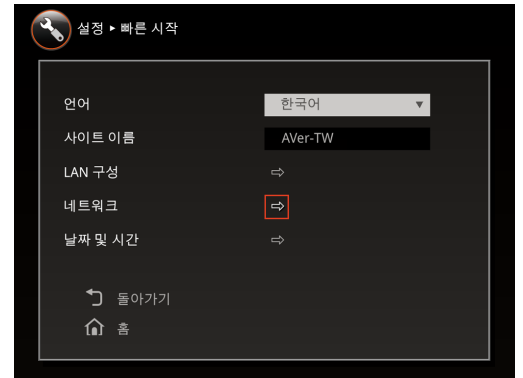 설정 ▸ 빠른 시작
언어 한국어 ▼
사이트 이름 AVer-TW
LAN 구성 ⇨
네트워크 ⇨
날짜 및 시간 ⇨
돌아가기
홈